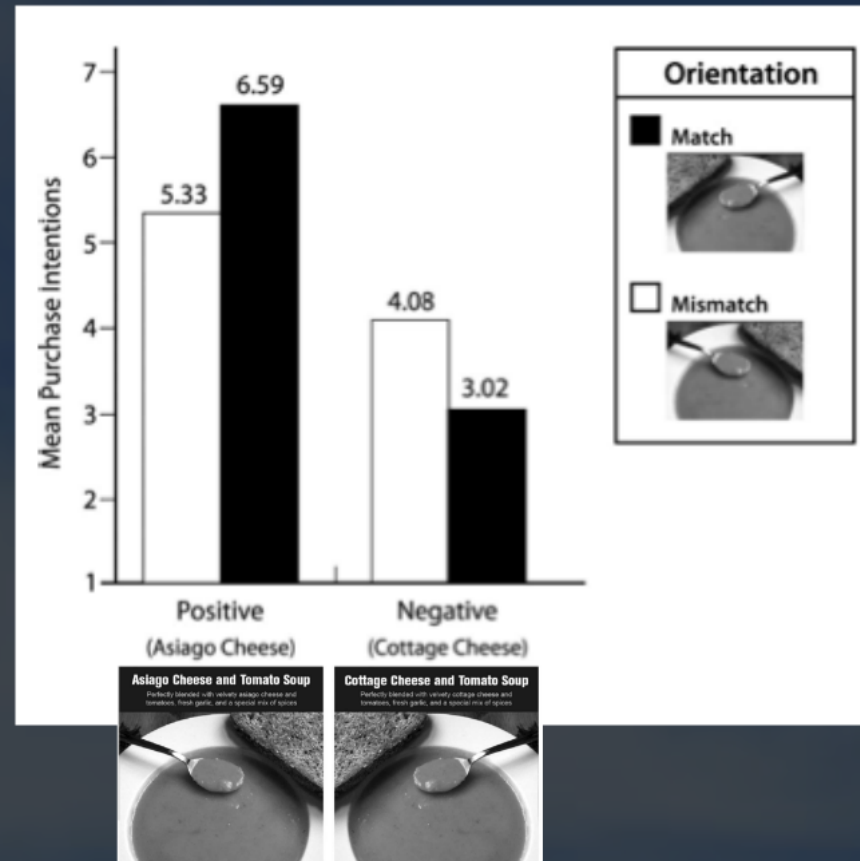 7
6
5
4
3
2
1
Mean Purchase Intentions
5.33
6.59
4.08
3.02
Positive
(Asiago Cheese)
Negative
(Cottage Cheese)
Orientation
Match
Mismatch
Asiago Cheese and Tomato Soup
Perfectly blended with velvety asiago cheese and
tomatoes, fresh garlic, and a special mix of spices
Cottage Cheese and Tomato Soup
Perfectly blended with velvety cottage cheese and
tomatoes, fresh garlic, and a special mix of spices